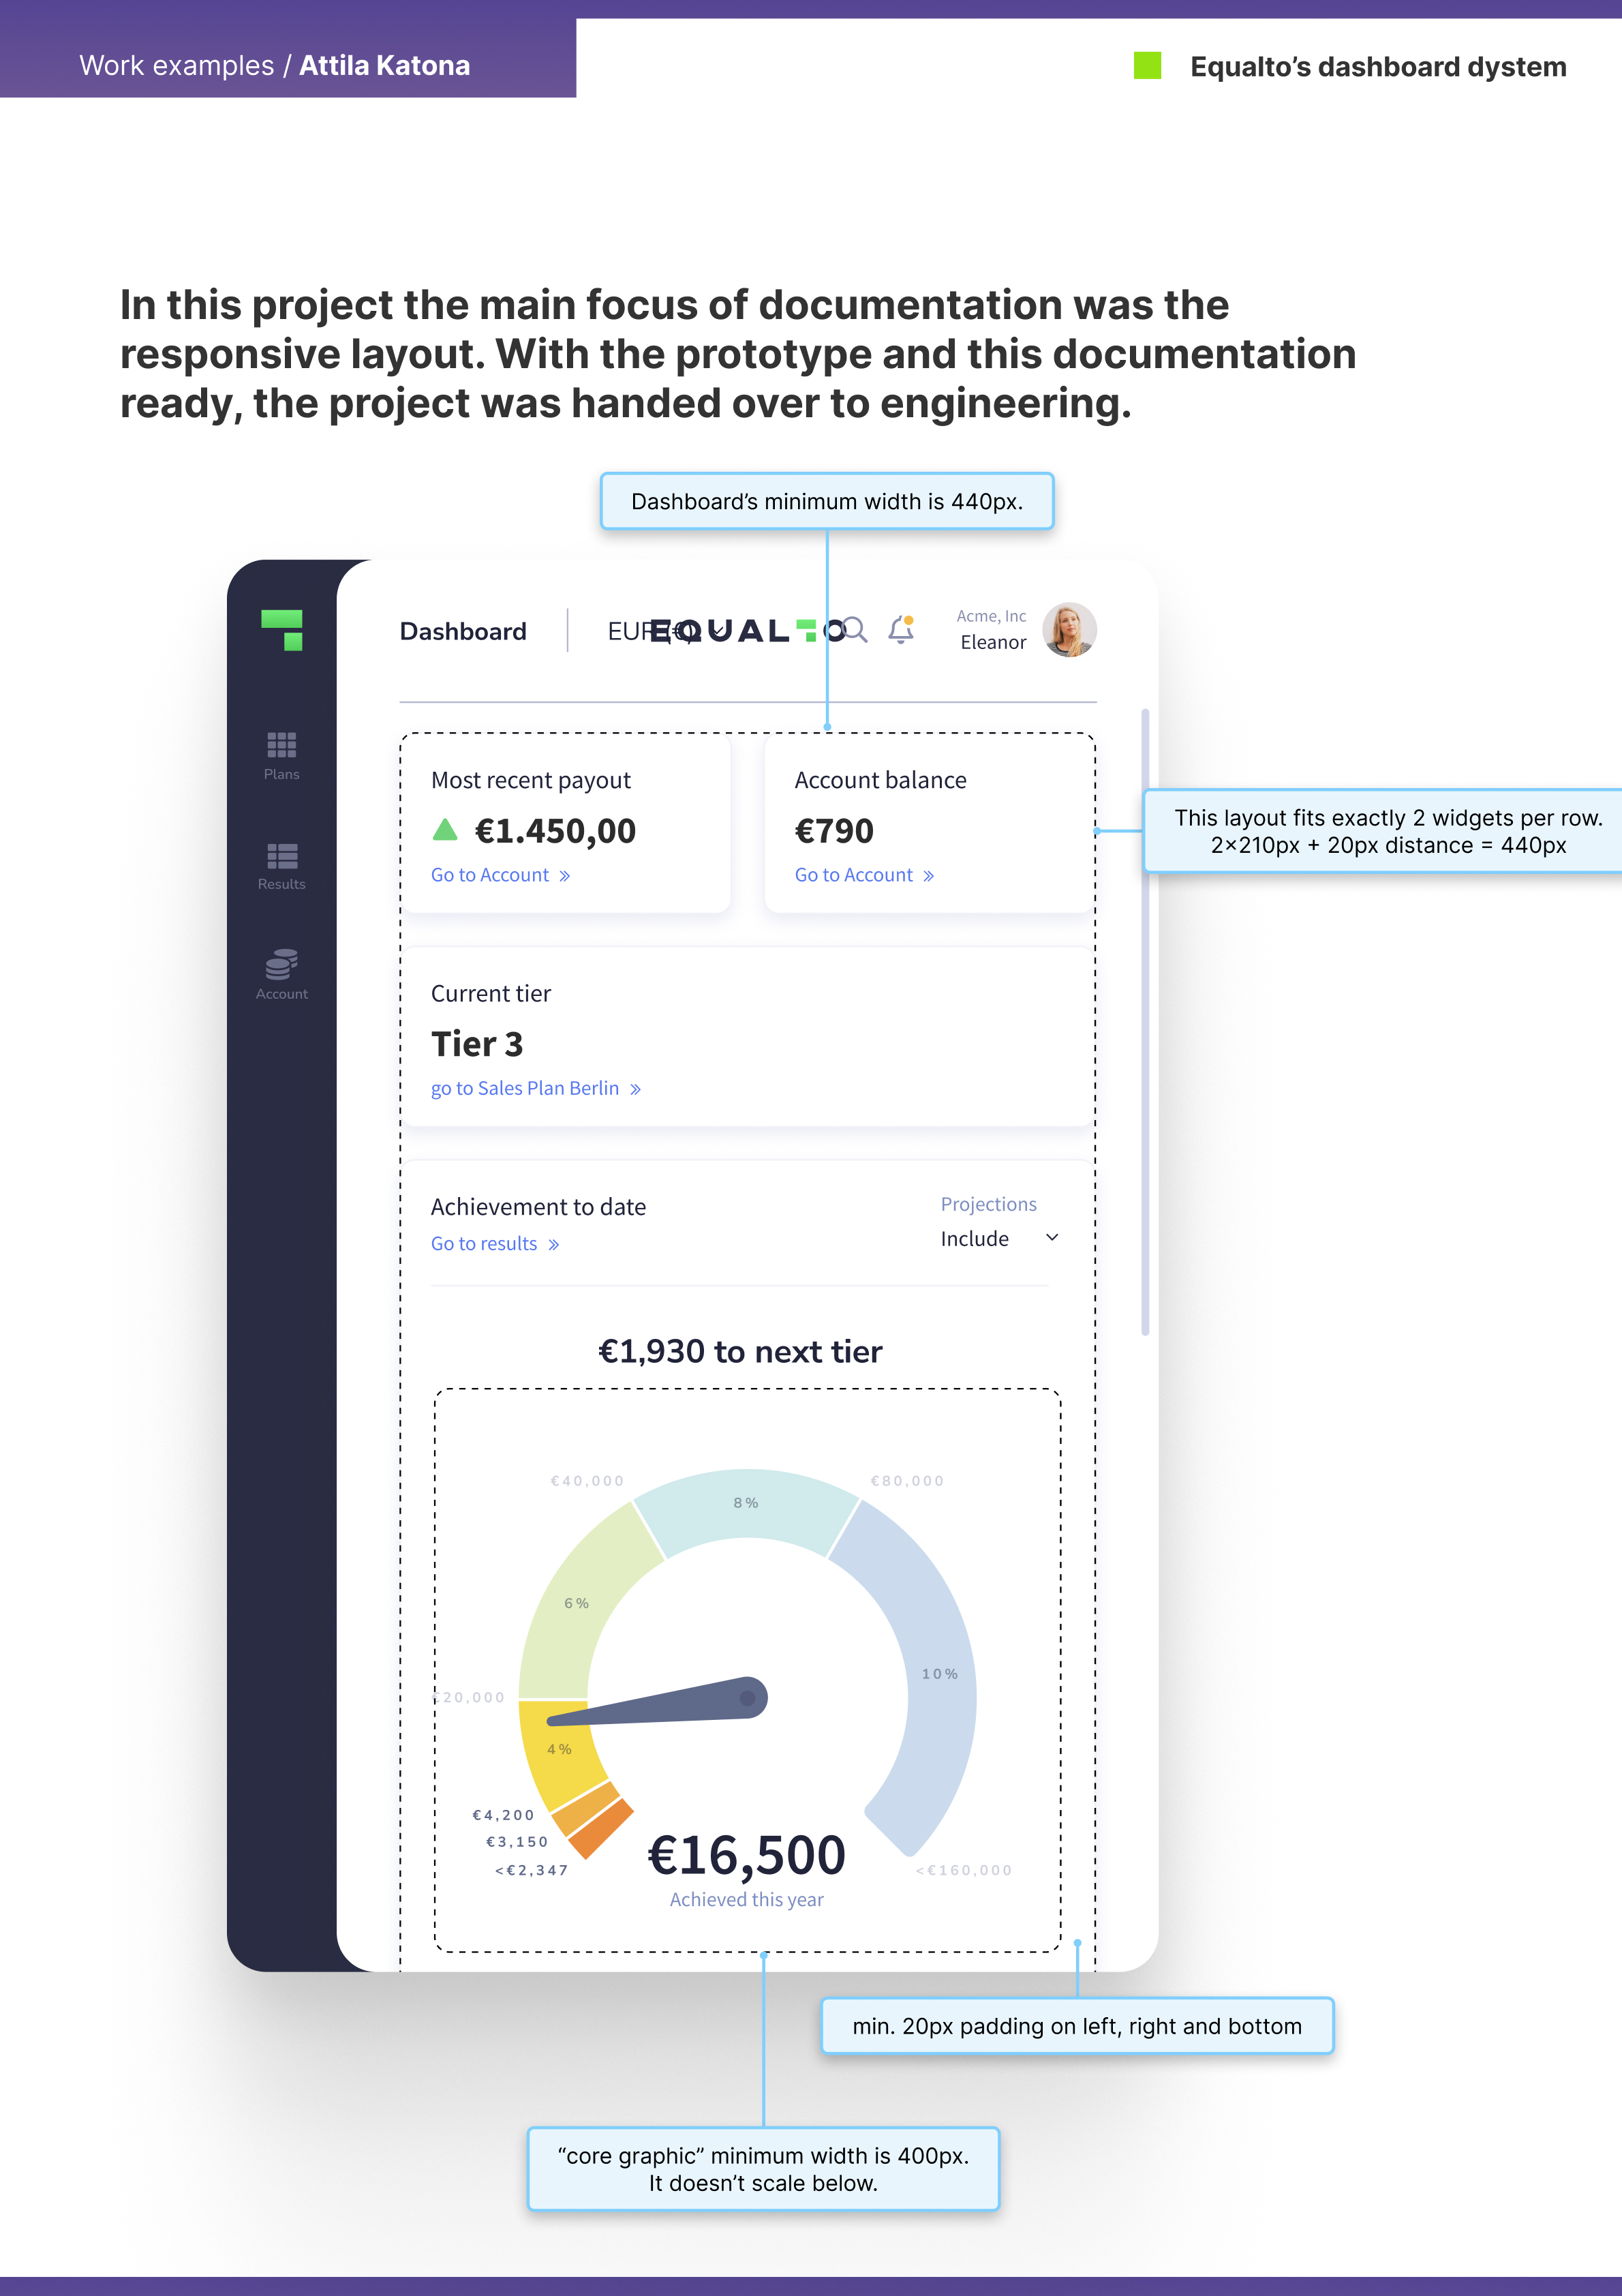 Work examples / Attila Katona
Equalto’s dashboard dystem
In this project the main focus of documentation was the
responsive layout. With the prototype and this documentation
ready, the project was handed over to engineering.
Dashboard’s minimum width is 440px.
Dashboard
EUR (€)
EQUALTO
Acme, Inc
Eleanor
Plans
Results
Account
Most recent payout
€1.450,00
Go to Account »
Account balance
€790
Go to Account »
This layout fits exactly 2 widgets per row.
2×210px + 20px distance = 440px
Current tier
Tier 3
go to Sales Plan Berlin »
Achievement to date
Go to results »
Projections
Include
€1,930 to next tier
€40,000
€80,000
8%
6%
10%
€20,000
4%
€4,200
€3,150
<€2,347
€16,500
Achieved this year
<€160,000
min. 20px padding on left, right and bottom
“core graphic” minimum width is 400px.
It doesn’t scale below.